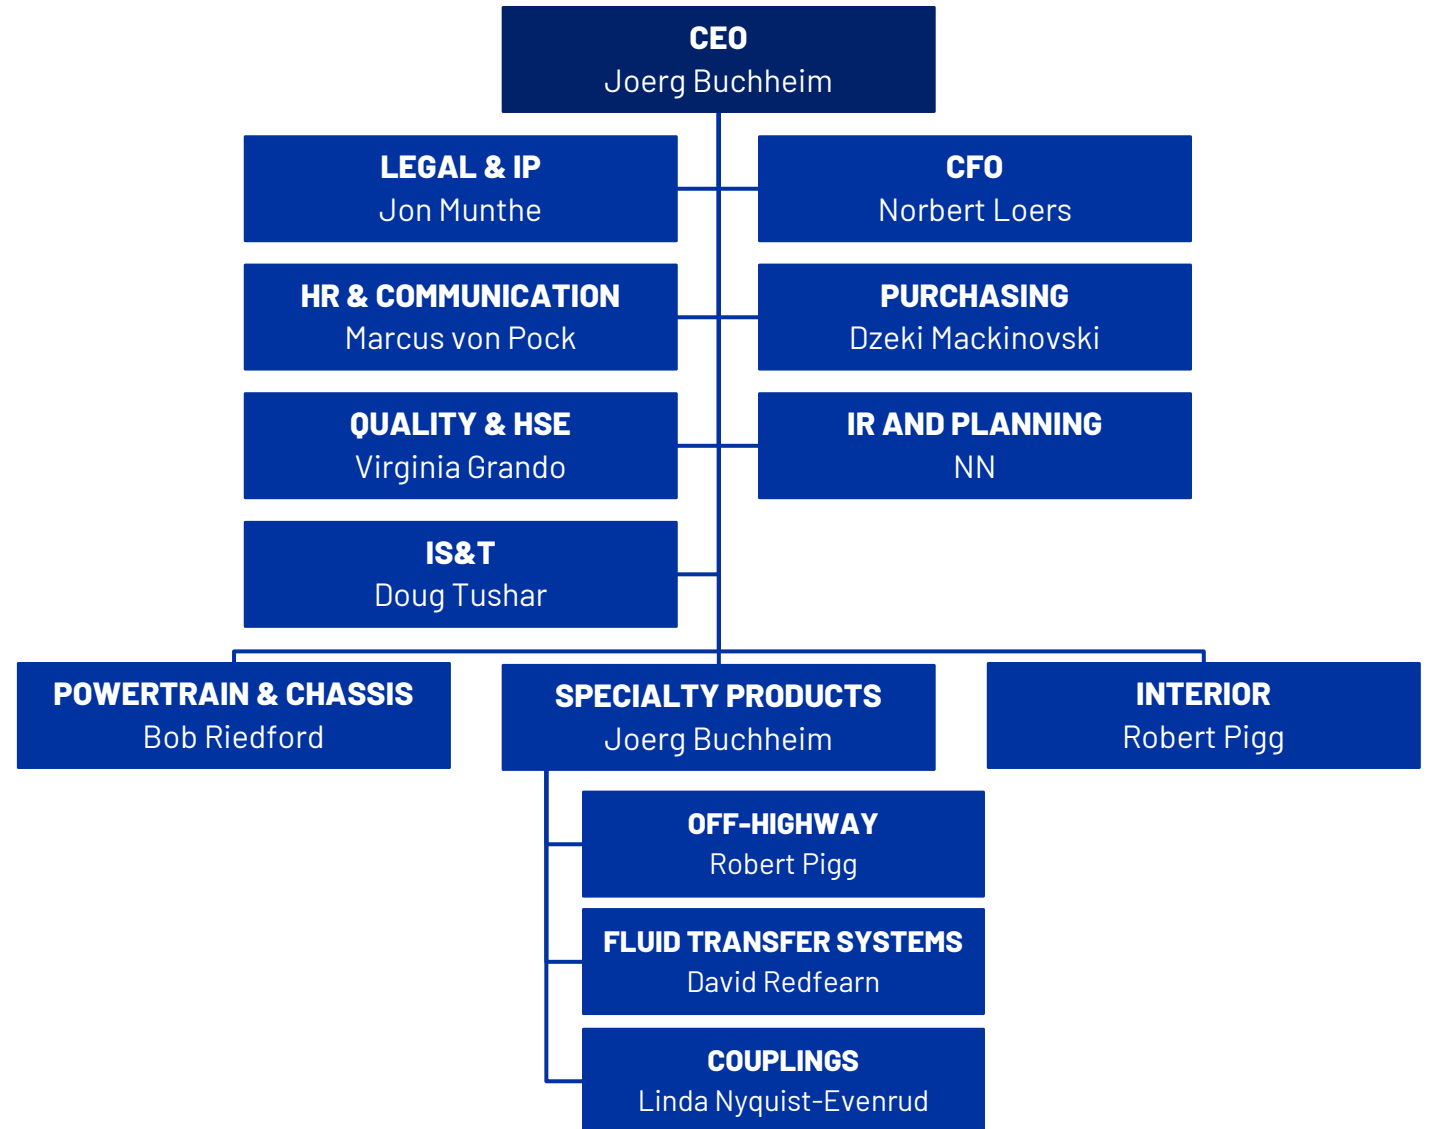 CEO
Joerg Buchheim
LEGAL & IP
Jon Munthe
CFO
Norbert Loers
HR & COMMUNICATION
Marcus von Pock
PURCHASING
Dzeki Mackinovski
QUALITY & HSE
Virginia Grando
IR AND PLANNING
NN
IS&T
Doug Tushar
POWERTRAIN & CHASSIS
Bob Riedford
SPECIALTY PRODUCTS
Joerg Buchheim
INTERIOR
Robert Pigg
OFF-HIGHWAY
Robert Pigg
FLUID TRANSFER SYSTEMS
David Redfearn
COUPLINGS
Linda Nyquist-Evenrud